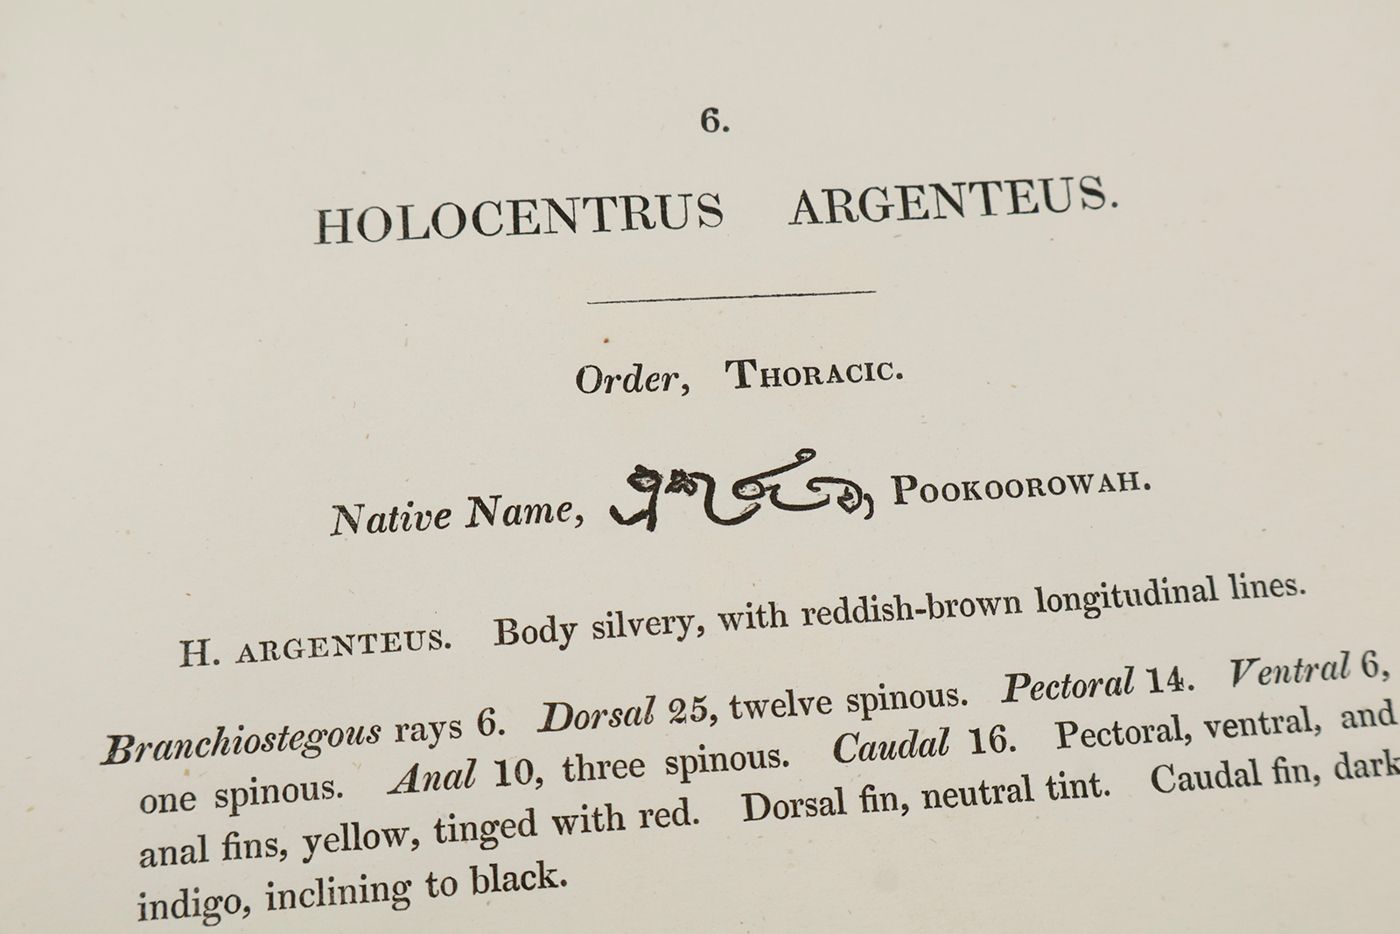 6.
HOLOCENTRUS ARGENTEUS.
Order, THORACIC.
Native Name, POOKOOROWAH.
H. ARGENTEUS. Body silvery, with reddish-brown longitudinal lines.
Branchiostegous rays 6. Dorsal 25, twelve spinous. Pectoral 14. Ventral 6,
one spinous. Anal 10, three spinous. Caudal 16. Pectoral, ventral, and
anal fins, yellow, tinged with red. Dorsal fin, neutral tint. Caudal fin, dark
indigo, inclining to black.